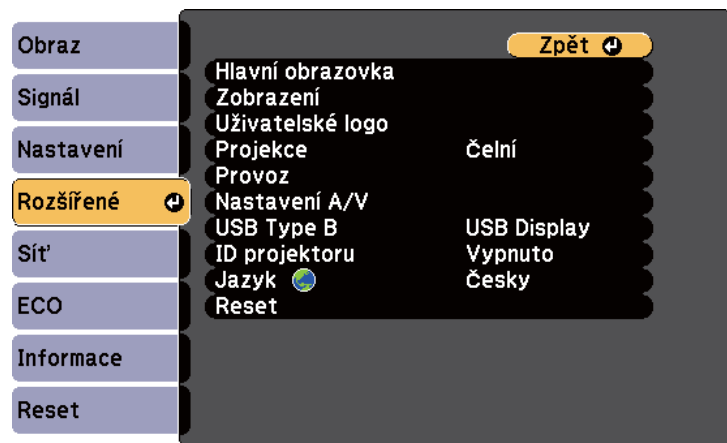 Obraz
Signál
Nastavení
Rozšířené
Síť
ECO
Informace
Reset
Zpět
Hlavní obrazovka
Zobrazení
Uživatelské logo
Projekce Čelní
Provoz
Nastavení A/V
USB Type B USB Display
ID projektoru Vypnuto
Jazyk Česky
Reset